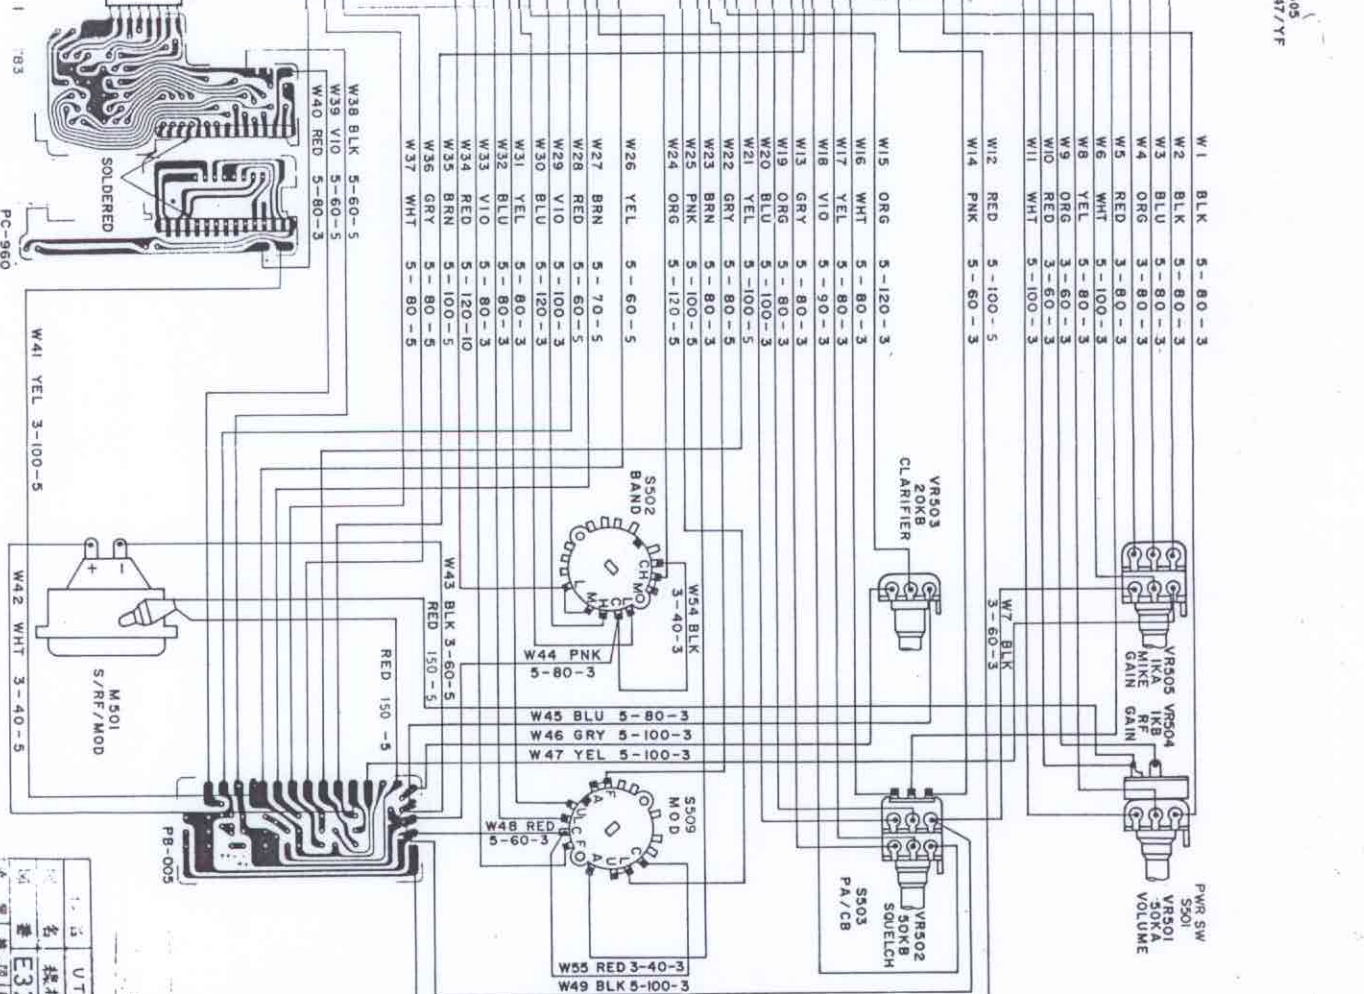 05
47/YF
783
SOLDERED
PC-960
W38 BLK 5-60-5
W39 VIO 5-60-5
W40 RED 5-80-3
W37 WHT 5-80-5
W36 GRY 5-80-5
W35 BRN 5-100-5
W34 RED 5-120-10
W33 VIO 5-80-3
W32 BLU 5-80-3
W31 YEL 5-80-3
W30 BLU 5-120-3
W29 VIO 5-100-3
W28 RED 5-60-5
W27 BRN 5-70-5
W26 YEL 5-60-5
W24 ORG 5-120-5
W25 PNK 5-100-5
W23 BRN 5-80-3
W22 GRY 5-80-5
W21 YEL 5-100-5
W20 BLU 5-100-3
W19 ORG 5-80-3
W13 GRY 5-80-3
W18 VIO 5-90-3
W17 YEL 5-80-3
W16 WHT 5-80-3
W15 ORG 5-120-3
W14 PNK 5-60-3
W12 RED 5-100-5
W11 WHT 5-100-3
W10 RED 3-60-3
W9 ORG 3-60-3
W8 YEL 5-80-3
W6 WHT 5-100-3
W5 RED 3-80-3
W4 ORG 3-80-3
W3 BLU 5-80-3
W2 BLK 5-80-3
W1 BLK 5-80-3
W41 YEL 3-100-5
W42 WHT 3-40-5
+ -
M501
S/RF/MOD
W43 BLK 3-60-5
RED 150-5
RED 150-5
S502
BAND
CH
MO
L
C
H
M
L
W54 BLK
3-40-3
W44 PNK
5-80-3
VR503
20KB
CLARIFIER
W7 BLK
3-60-3
VR505
1KA
MIKE
GAIN
VR504
1KB
RF
GAIN
W45 BLU 5-80-3
W46 GRY 5-100-3
W47 YEL 5-100-3
W48 RED
5-60-3
S509
MOD
F
A
U
L
C
F
O
A
U
L
C
PB-005
S503
PA/CB
VR502
50KB
SQUELCH
PWR SW
S501
VR501
50KA
VOLUME
W55 RED 3-40-3
W49 BLK 5-100-3
UT
名
番
E3